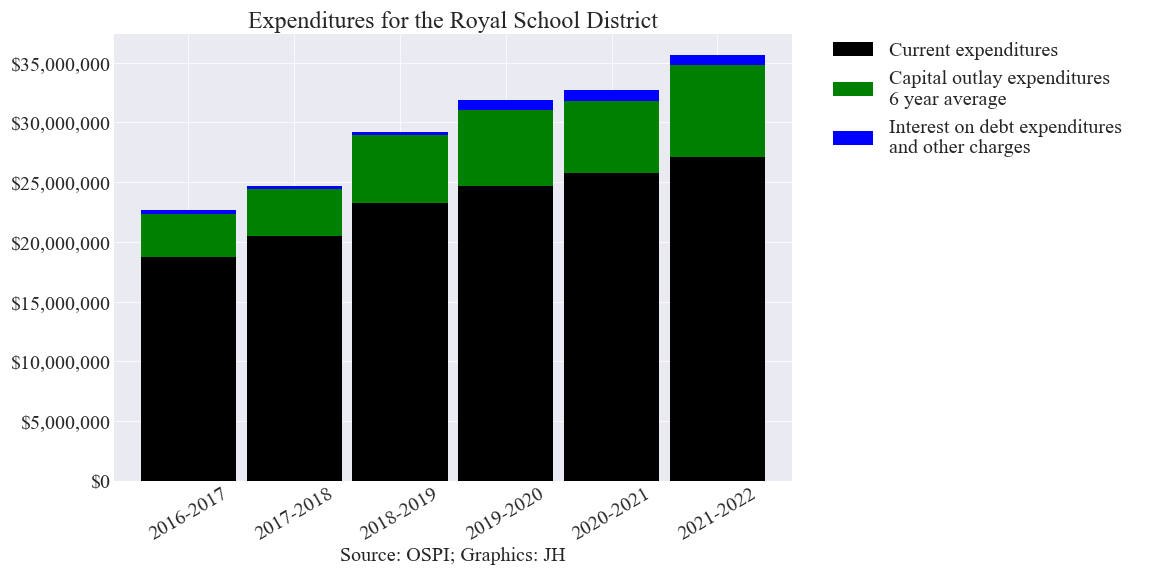 Expenditures for the Royal School District
$35,000,000
$30,000,000
$25,000,000
$20,000,000
$15,000,000
$10,000,000
$5,000,000
$0
2016-2017
2017-2018
2018-2019
2019-2020
2020-2021
2021-2022
Source: OSPI; Graphics: JH
Current expenditures
Capital outlay expenditures
6 year average
Interest on debt expenditures
and other charges